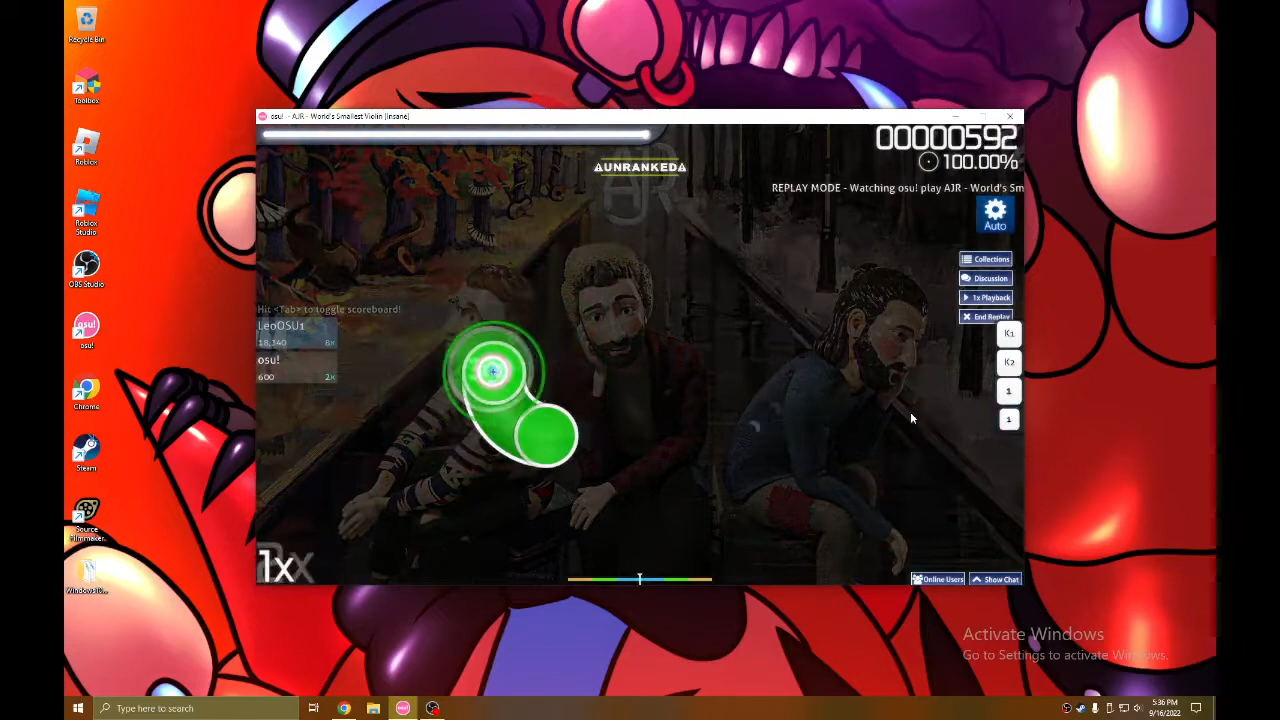 Recycle Bin
Toolbox
Roblox
Roblox
Studio
OBS Studio
osu!
osu!
Chrome
Steam
Source
Filmmaker
Windows10...
osu! - AJR - World's Smallest Violin [Insane]
00000592
100.00%
⚠UNRANKED⚠
AJR
REPLAY MODE - Watching osu! play AJR - World's Sm
Auto
Collections
Discussion
1x Playback
End Replay
K1
K2
1
1
Hit <Tab> to toggle scoreboard!
LeoOSU1
18,340 8x
osu!
600 2x
1x
Online Users
Show Chat
Activate Windows
Go to Settings to activate Windows.
Type here to search
osu!
5:36 PM
9/16/2022